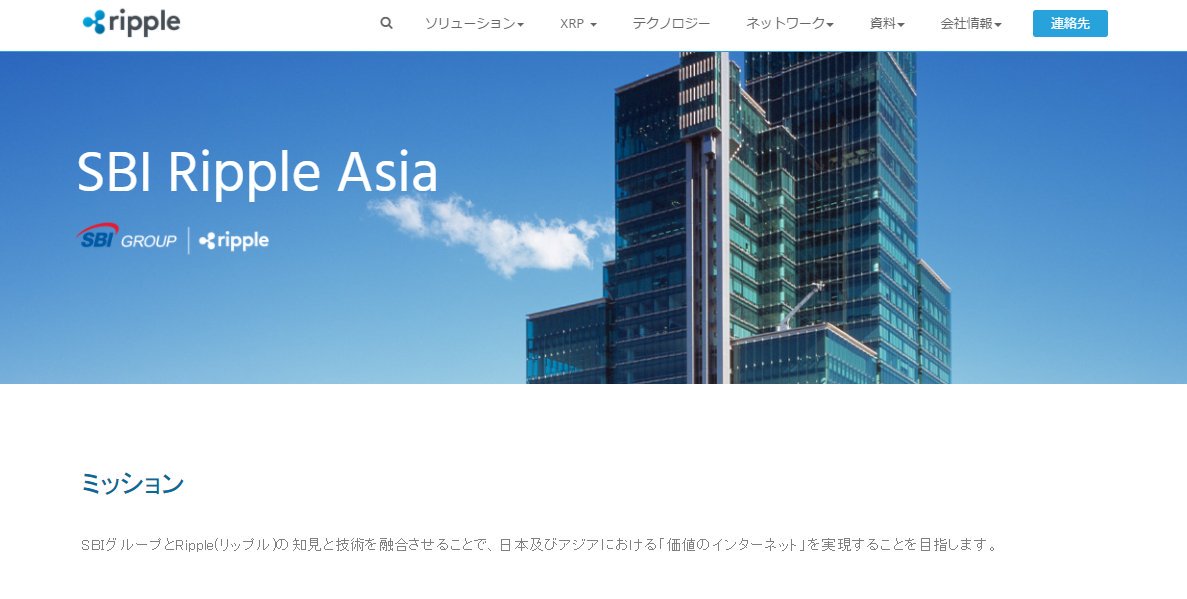 ripple
ソリューション
XRP
テクノロジー
ネットワーク
資料
会社情報
連絡先
SBI Ripple Asia
SBI GROUP | ripple
ミッション
SBIグループとRipple(リップル)の知見と技術を融合させることで、日本及びアジアにおける「価値のインターネット」を実現することを目指します。